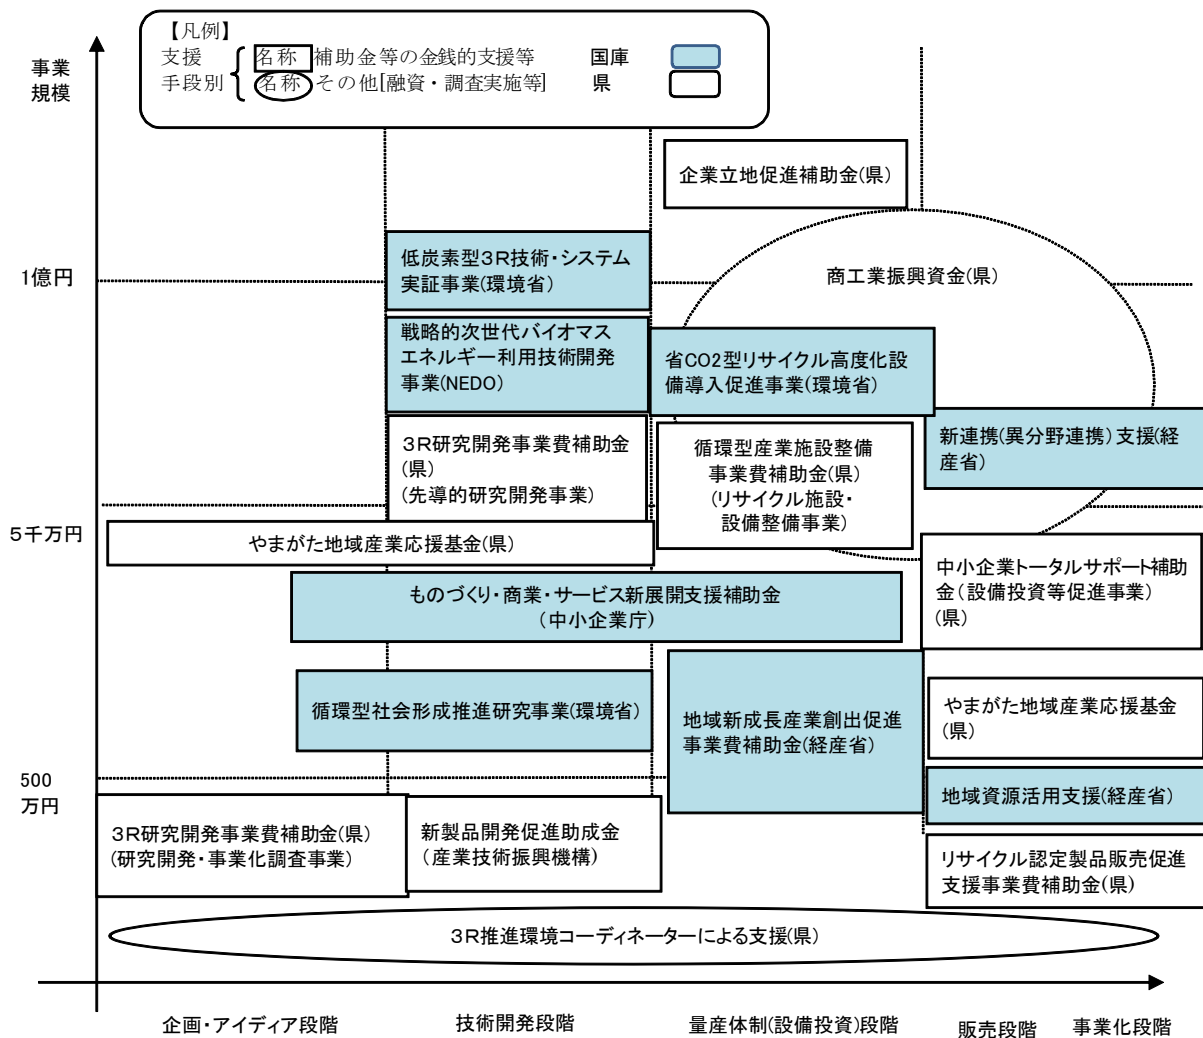 【凡例】
支援
手段別
名称 補助金等の金銭的支援等
名称 その他[融資・調査実施等]
国庫
県
事業
規模
1億円
5千万円
500
万円
企業立地促進補助金(県)
商工業振興資金(県)
低炭素型3R技術・システム
実証事業(環境省)
戦略的次世代バイオマス
エネルギー利用技術開発
事業(NEDO)
省CO2型リサイクル高度化設
備導入促進事業(環境省)
3R研究開発事業費補助金
(県)
(先導的研究開発事業)
循環型産業施設整備
事業費補助金(県)
(リサイクル施設・
設備整備事業)
新連携(異分野連携)支援(経
産省)
やまがた地域産業応援基金(県)
中小企業トータルサポート補助
金(設備投資等促進事業)
(県)
ものづくり・商業・サービス新展開支援補助金
(中小企業庁)
循環型社会形成推進研究事業(環境省)
地域新成長産業創出促進
事業費補助金(経産省)
やまがた地域産業応援基金
(県)
地域資源活用支援(経産省)
3R研究開発事業費補助金(県)
(研究開発・事業化調査事業)
新製品開発促進助成金
(産業技術振興機構)
リサイクル認定製品販売促進
支援事業費補助金(県)
3R推進環境コーディネーターによる支援(県)
企画・アイディア段階
技術開発段階
量産体制(設備投資)段階
販売段階
事業化段階